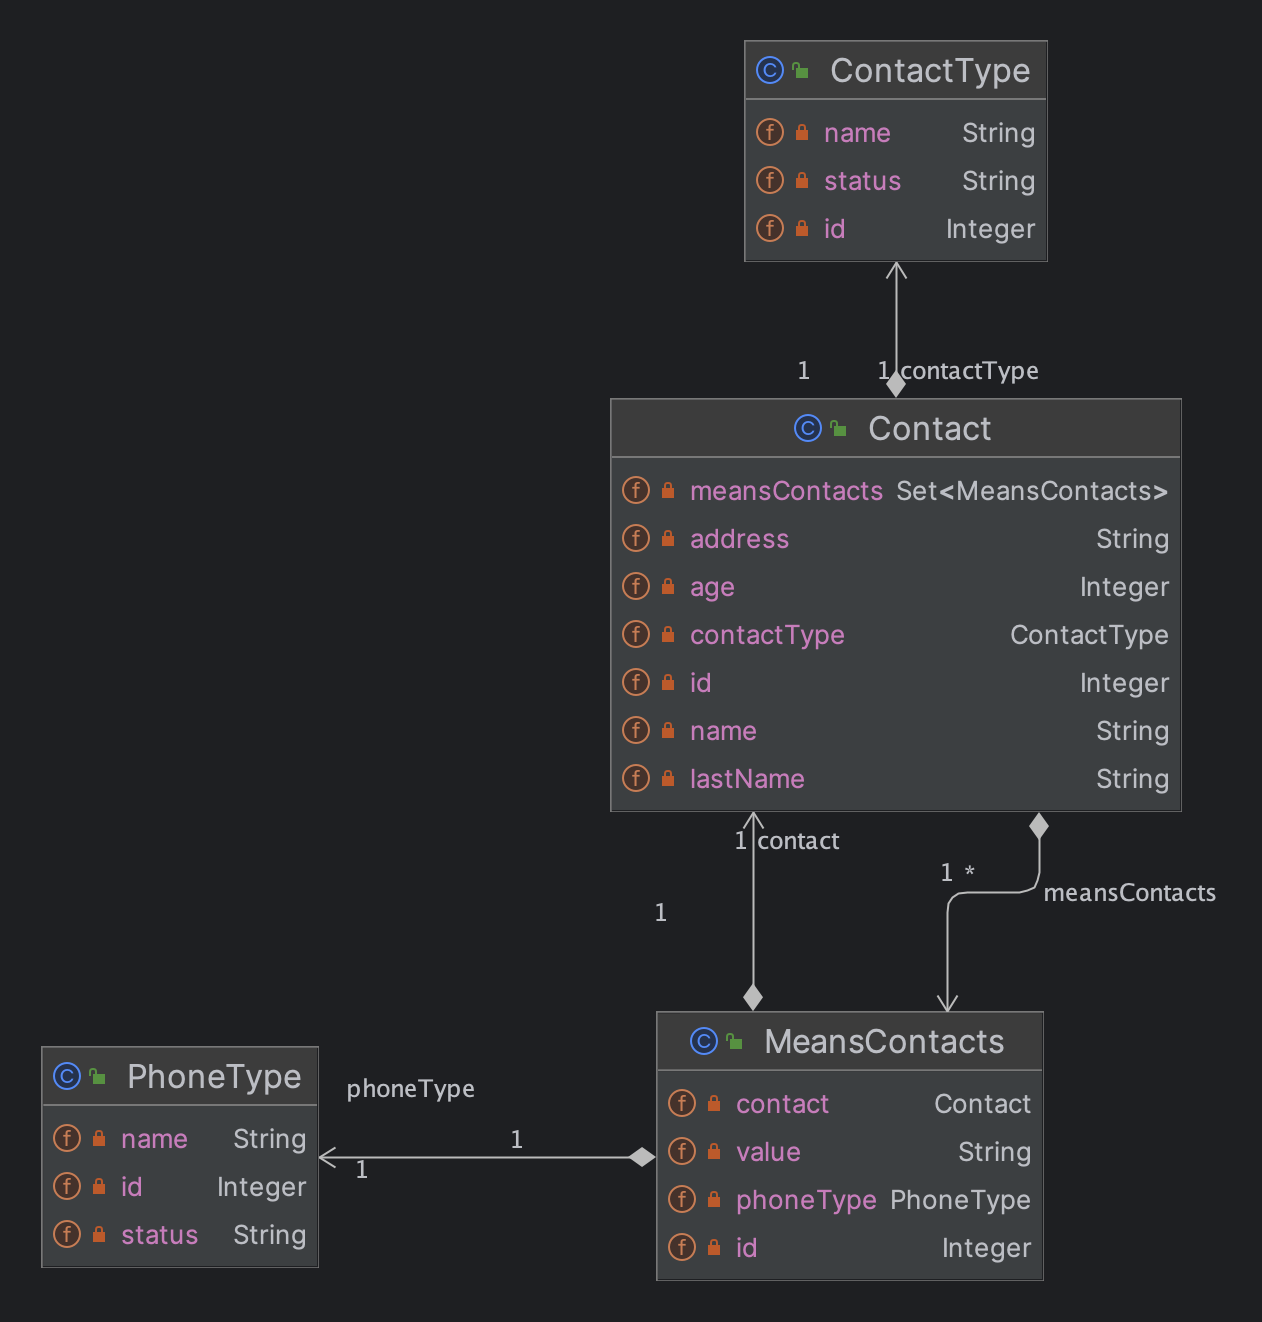 ContactType
name String
status String
id Integer
1 1 contactType
Contact
meansContacts Set<MeansContacts>
address String
age Integer
contactType ContactType
id Integer
name String
lastName String
1 contact
1 *
meansContacts
1
MeansContacts
contact Contact
value String
phoneType PhoneType
id Integer
phoneType
1
1
PhoneType
name String
id Integer
status String